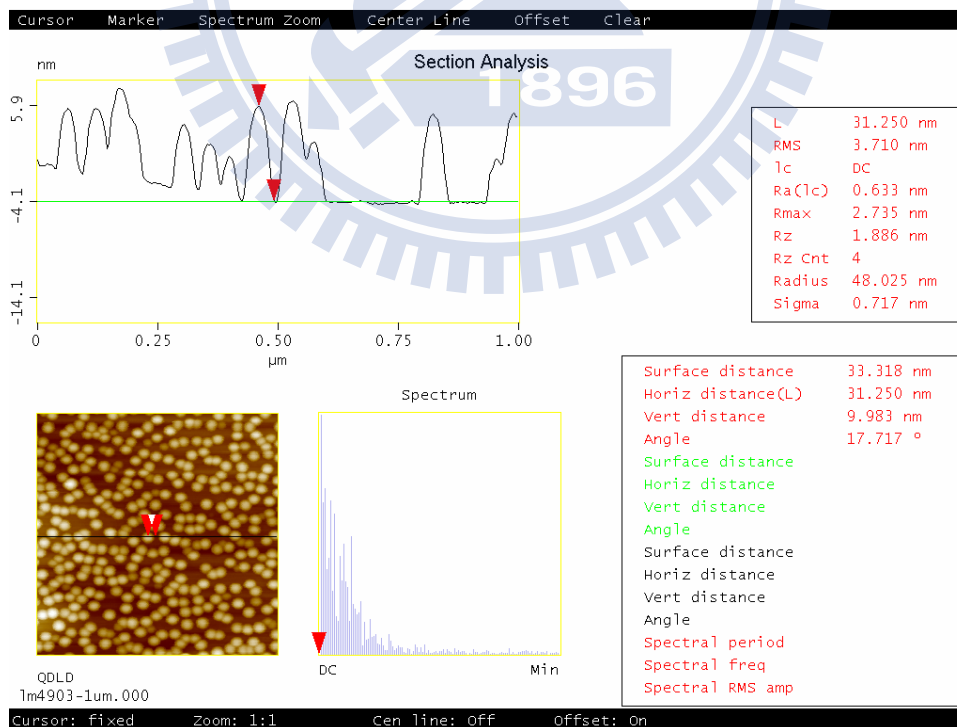 Cursor Marker Spectrum Zoom Center Line Offset Clear
nm
Section Analysis
1896
5.9
-4.1
-14.1
0 0.25 0.50 0.75 1.00
µm
L 31.250 nm
RMS 3.710 nm
lc DC
Ra(lc) 0.633 nm
Rmax 2.735 nm
Rz 1.886 nm
Rz Cnt 4
Radius 48.025 nm
Sigma 0.717 nm
Surface distance 33.318 nm
Horiz distance(L) 31.250 nm
Vert distance 9.983 nm
Angle 17.717 º
Surface distance
Horiz distance
Vert distance
Angle
Surface distance
Horiz distance
Vert distance
Angle
Spectral period
Spectral freq
Spectral RMS amp
Spectrum
DC Min
QDLD
lm4903-1um.000
Cursor: fixed Zoom: 1:1 Cen line: Off Offset: On